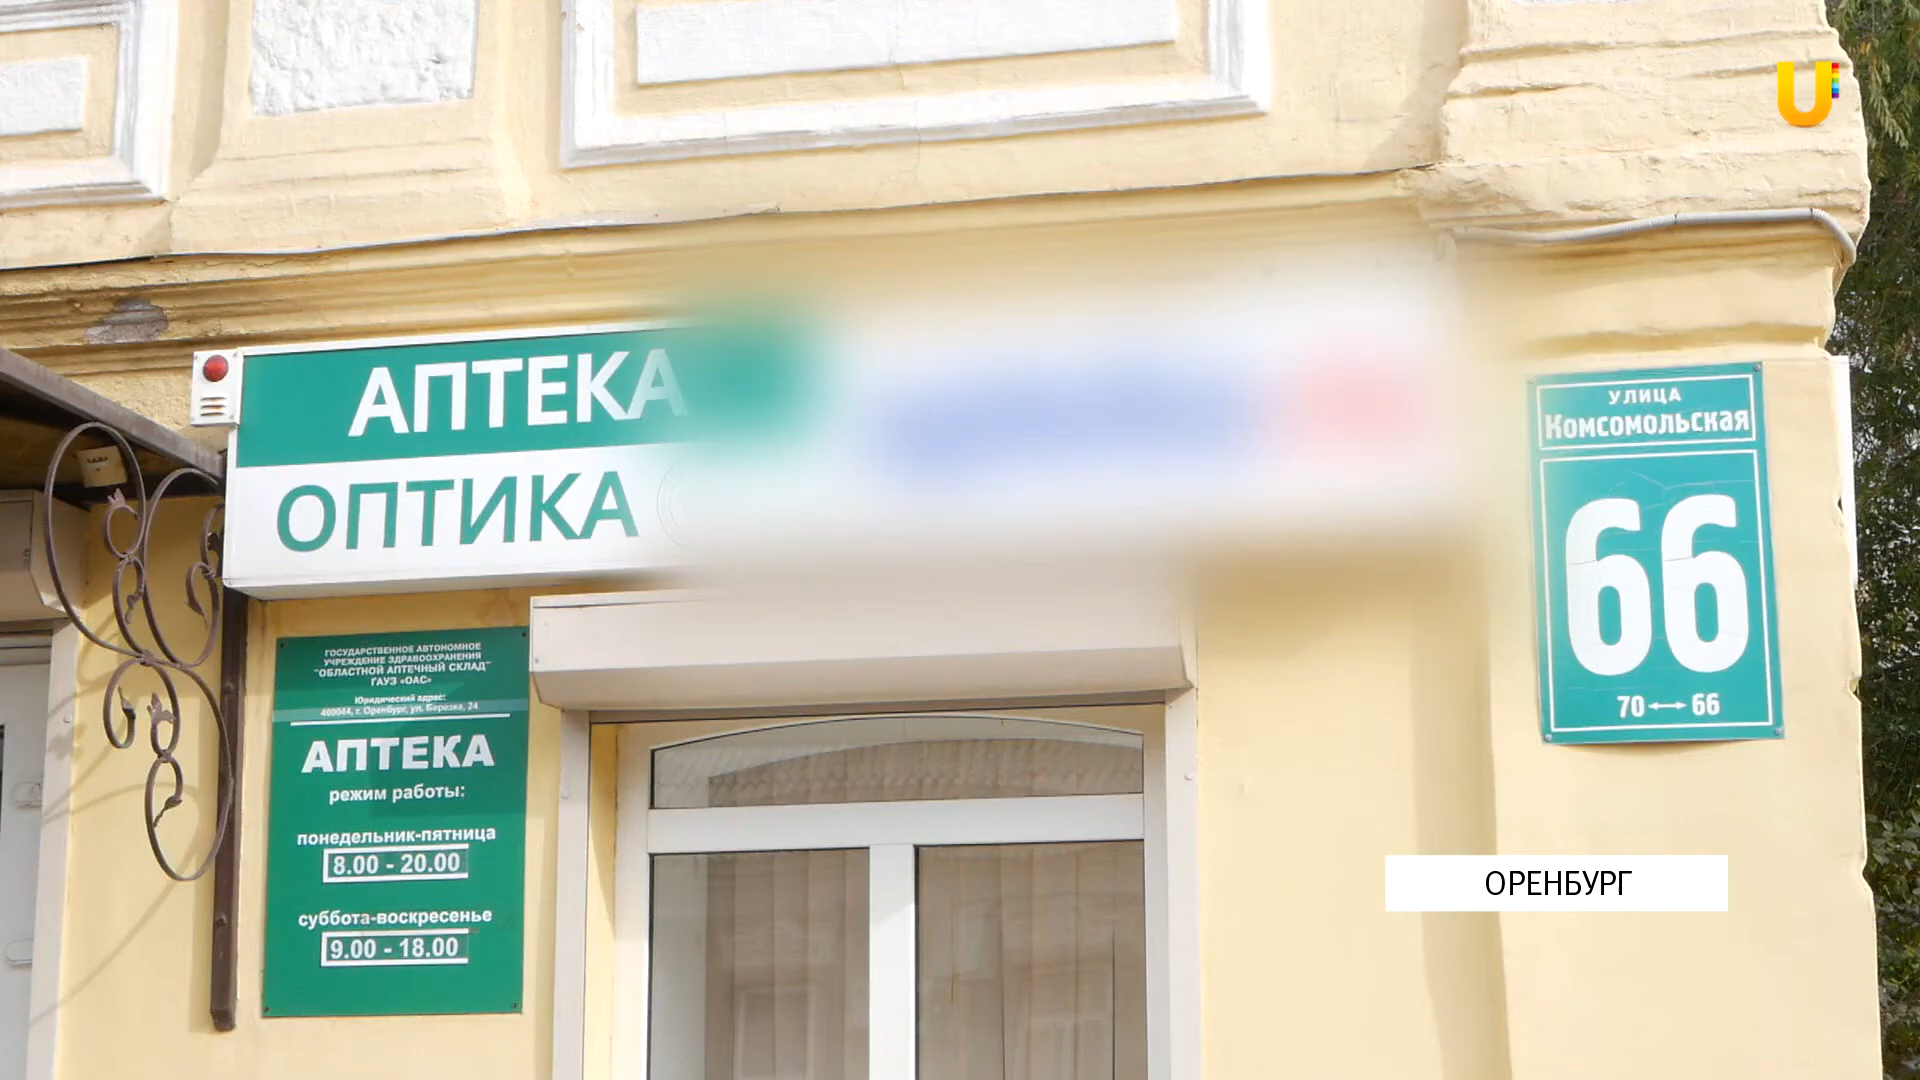 АПТЕКА
ОПТИКА
ГОСУДАРСТВЕННОЕ АВТОНОМНОЕ
УЧРЕЖДЕНИЕ ЗДРАВООХРАНЕНИЯ
"ОБЛАСТНОЙ АПТЕЧНЫЙ СКЛАД"
ГАУЗ «ОАС»
Юридический адрес:
460044, г. Оренбург, ул. Березка, 24
АПТЕКА
режим работы:
понедельник-пятница
8.00 - 20.00
суббота-воскресенье
9.00 - 18.00
УЛИЦА
Комсомольская
66
70↔66
ОРЕНБУРГ
U